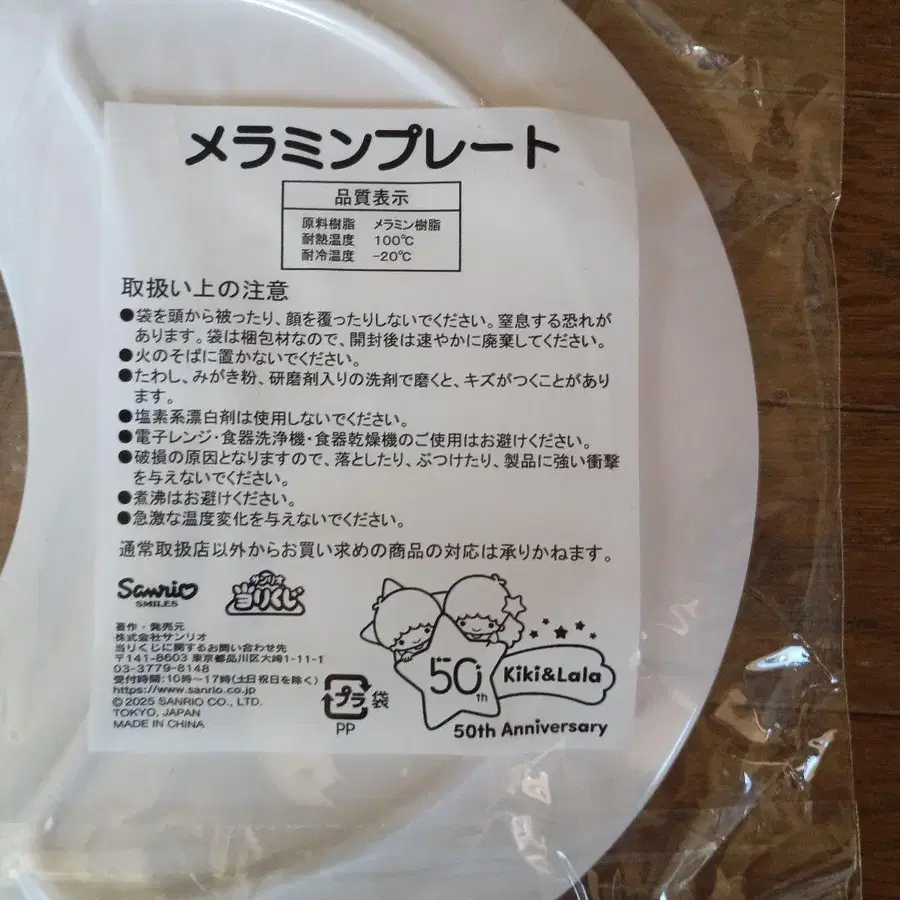 メラミンプレート
品質表示
原料樹脂 メラミン樹脂
耐熱温度 100℃
耐冷温度 -20℃
取扱い上の注意
●袋を頭から被ったり、顔を覆ったりしないでください。窒息する恐れが
あります。袋は梱包材なので、開封後は速やかに廃棄してください。
●火のそばに置かないでください。
●たわし、みがき粉、研磨剤入りの洗剤で磨くと、キズがつくことがあり
ます。
●塩素系漂白剤は使用しないでください。
●電子レンジ・食器洗浄機・食器乾燥機のご使用はお避けください。
●破損の原因となりますので、落としたり、ぶつけたり、製品に強い衝撃
を与えないでください。
●煮沸はお避けください。
●急激な温度変化を与えないでください。
通常取扱店以外からお買い求めの商品の対応は承りかねます。
Sanrio
SMILES
サンリオ
当りくじ
著作・発売元
株式会社サンリオ
当りくじに関するお問い合わせ先
〒141-8603 東京都品川区大崎1-11-1
03-3779-8148
受付時間:10時～17時(土日祝日を除く)
https://www.sanrio.co.jp
© 2025 SANRIO CO., LTD.
TOKYO, JAPAN
MADE IN CHINA
プラ 袋
PP
50th
Kiki&Lala
50th Anniversary